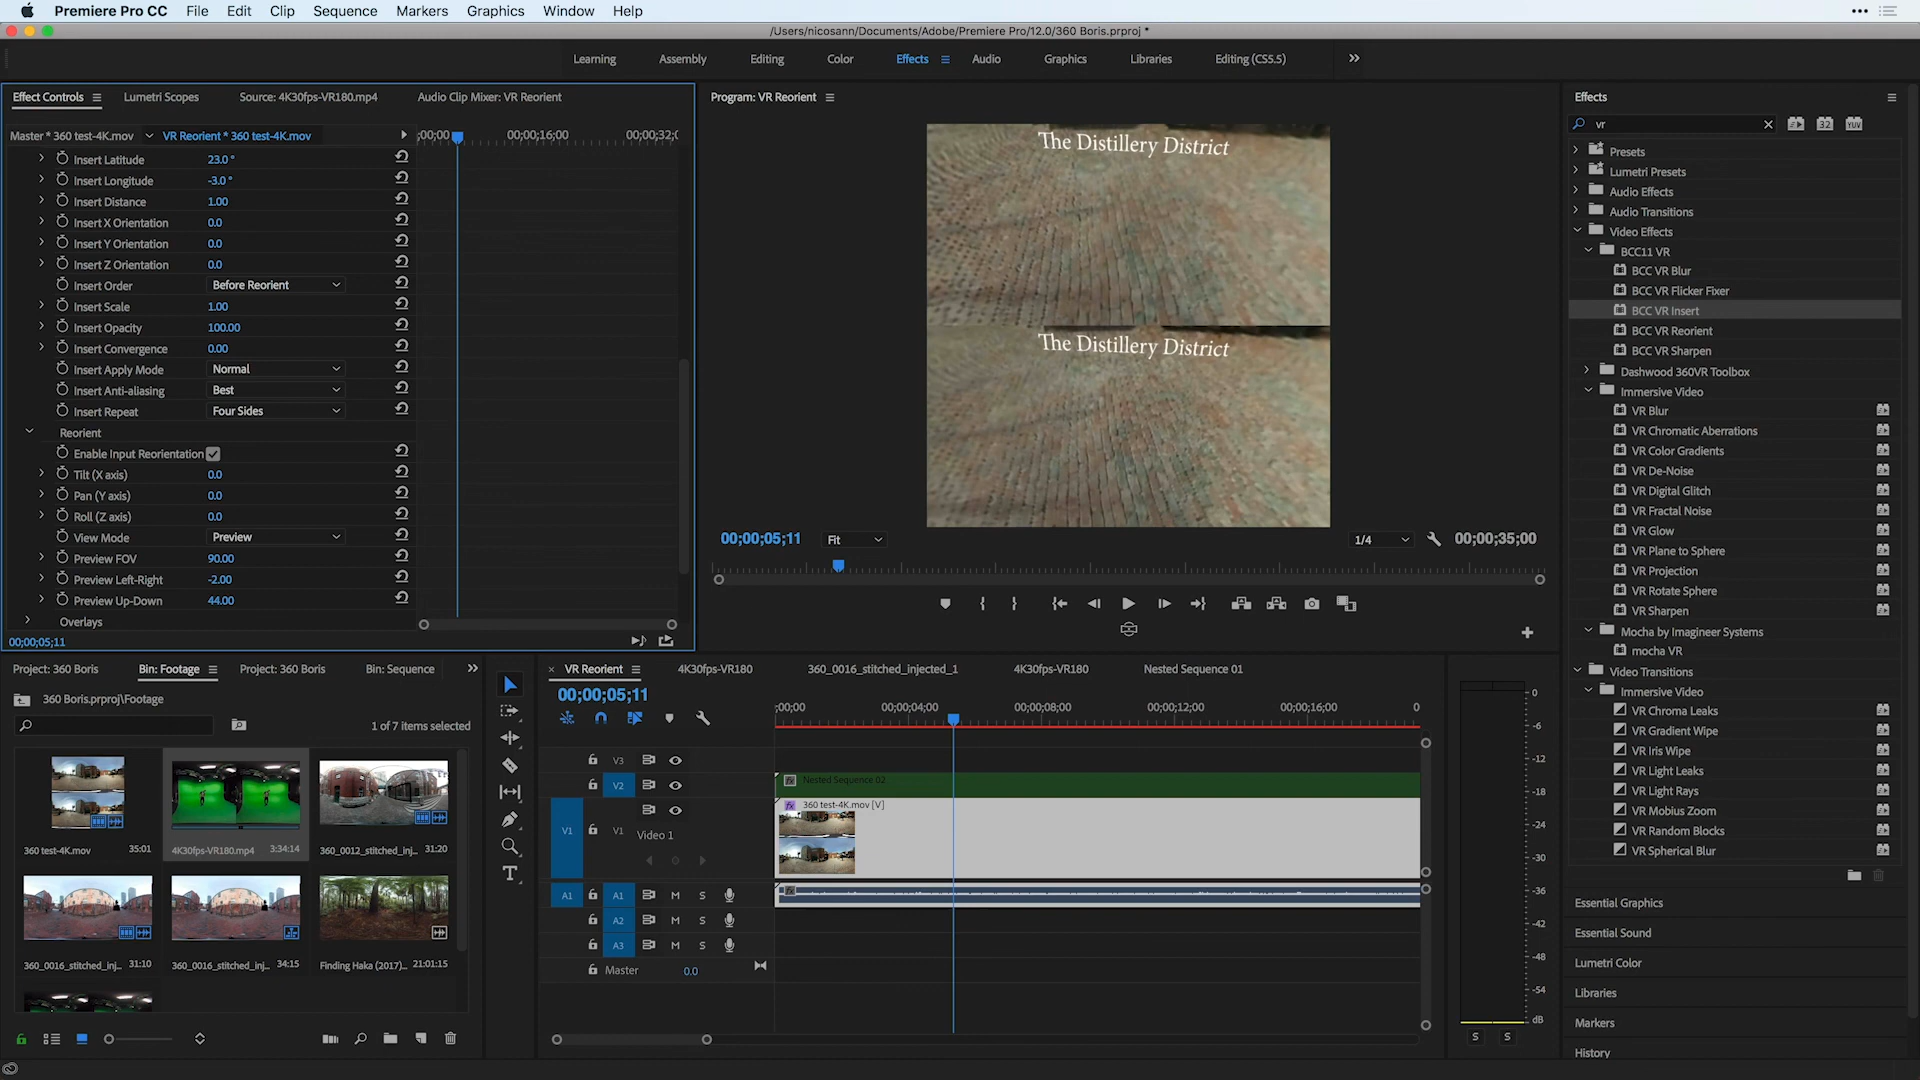 Premiere Pro CC File Edit Clip Sequence Markers Graphics Window Help
/Users/nicosann/Documents/Adobe/Premiere Pro/12.0/360 Boris.prproj *
Learning Assembly Editing Color Effects Audio Graphics Libraries Editing (CS5.5)
Effect Controls Lumetri Scopes Source: 4K30fps-VR180.mp4 Audio Clip Mixer: VR Reorient
Master * 360 test-4K.mov VR Reorient * 360 test-4K.mov
;00;00 00;00;16;00 00;00;32;0
Insert Latitude 23.0 °
Insert Longitude -3.0 °
Insert Distance 1.00
Insert X Orientation 0.0
Insert Y Orientation 0.0
Insert Z Orientation 0.0
Insert Order Before Reorient
Insert Scale 1.00
Insert Opacity 100.00
Insert Convergence 0.00
Insert Apply Mode Normal
Insert Anti-aliasing Best
Insert Repeat Four Sides
Reorient
Enable Input Reorientation
Tilt (X axis) 0.0
Pan (Y axis) 0.0
Roll (Z axis) 0.0
View Mode Preview
Preview FOV 90.00
Preview Left-Right -2.00
Preview Up-Down 44.00
Overlays
00;00;05;11
Program: VR Reorient
The Distillery District
The Distillery District
00;00;05;11 Fit 1/4 00;00;35;00
Effects
vr
32 YUV
Presets
Lumetri Presets
Audio Effects
Audio Transitions
Video Effects
BCC11 VR
BCC VR Blur
BCC VR Flicker Fixer
BCC VR Insert
BCC VR Reorient
BCC VR Sharpen
Dashwood 360VR Toolbox
Immersive Video
VR Blur
VR Chromatic Aberrations
VR Color Gradients
VR De-Noise
VR Digital Glitch
VR Fractal Noise
VR Glow
VR Plane to Sphere
VR Projection
VR Rotate Sphere
VR Sharpen
Mocha by Imagineer Systems
mocha VR
Video Transitions
Immersive Video
VR Chroma Leaks
VR Gradient Wipe
VR Iris Wipe
VR Light Leaks
VR Light Rays
VR Mobius Zoom
VR Random Blocks
VR Spherical Blur
Essential Graphics
Essential Sound
Lumetri Color
Libraries
Markers
History
Project: 360 Boris Bin: Footage Project: 360 Boris Bin: Sequence
360 Boris.prproj\Footage
1 of 7 items selected
360 test-4K.mov 35:01
4K30fps-VR180.mp4 3:34:14
360_0012_stitched_inj... 31:20
360_0016_stitched_inj... 31:10
360_0016_stitched_inj... 34:15
Finding Haka (2017)... 21:01:15
VR Reorient 4K30fps-VR180 360_0016_stitched_injected_1 4K30fps-VR180 Nested Sequence 01
00;00;05;11
;00;00 00;00;04;00 00;00;08;00 00;00;12;00 00;00;16;00 0
V3
V2
Nested Sequence 02
V1 V1 Video 1
360 test-4K.mov [V]
A1 A1 M S
A2 M S
A3 M S
Master 0.0
0
-6
-12
-18
-24
-30
-36
-42
-48
-54
dB
S S